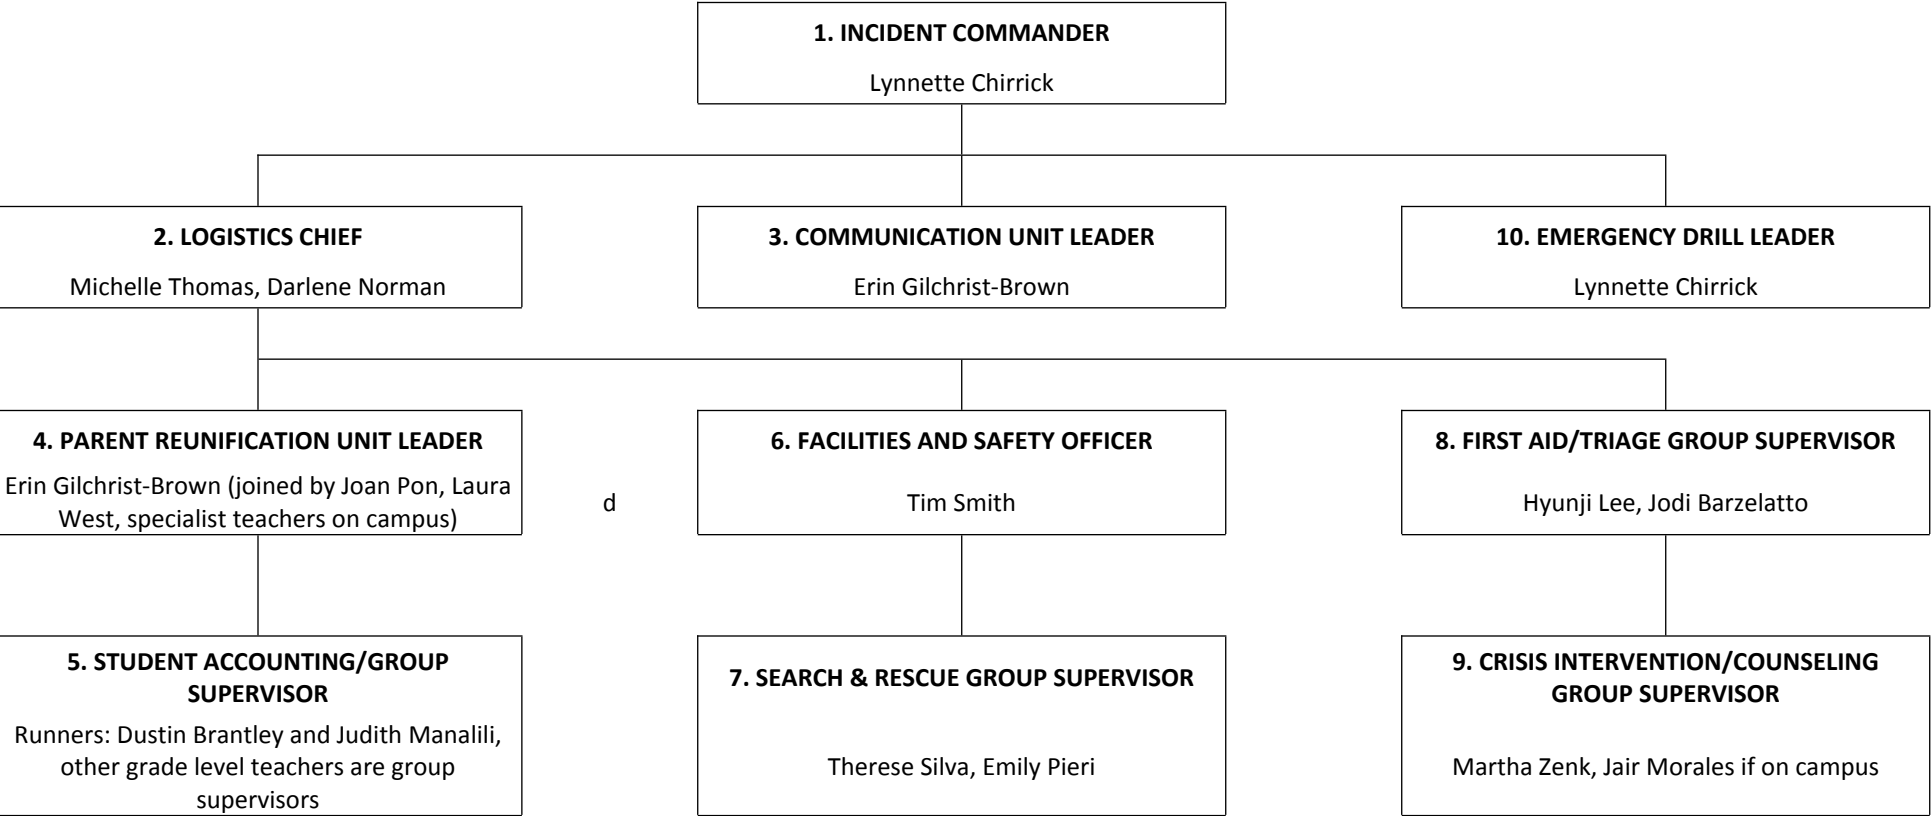 1. INCIDENT COMMANDER
Lynnette Chirrick
2. LOGISTICS CHIEF
Michelle Thomas, Darlene Norman
3. COMMUNICATION UNIT LEADER
Erin Gilchrist-Brown
10. EMERGENCY DRILL LEADER
Lynnette Chirrick
4. PARENT REUNIFICATION UNIT LEADER
Erin Gilchrist-Brown (joined by Joan Pon, Laura
West, specialist teachers on campus)
d
6. FACILITIES AND SAFETY OFFICER
Tim Smith
8. FIRST AID/TRIAGE GROUP SUPERVISOR
Hyunji Lee, Jodi Barzelatto
5. STUDENT ACCOUNTING/GROUP
SUPERVISOR
Runners: Dustin Brantley and Judith Manalili,
other grade level teachers are group
supervisors
7. SEARCH & RESCUE GROUP SUPERVISOR
Therese Silva, Emily Pieri
9. CRISIS INTERVENTION/COUNSELING
GROUP SUPERVISOR
Martha Zenk, Jair Morales if on campus